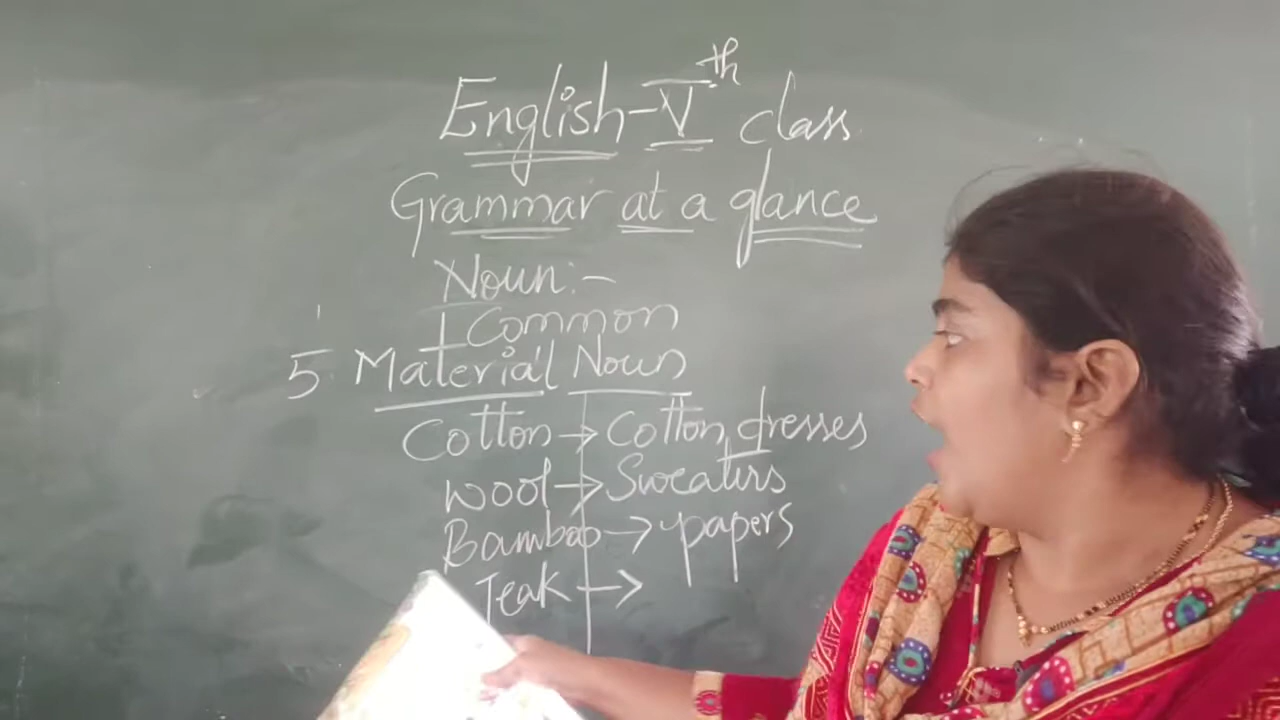 English-Vth class
Grammar at a glance
Noun:-
Common
5 Material Noun
Cotton → Cotton dresses
Wool → Sweaters
Bamboo → papers
Teak →